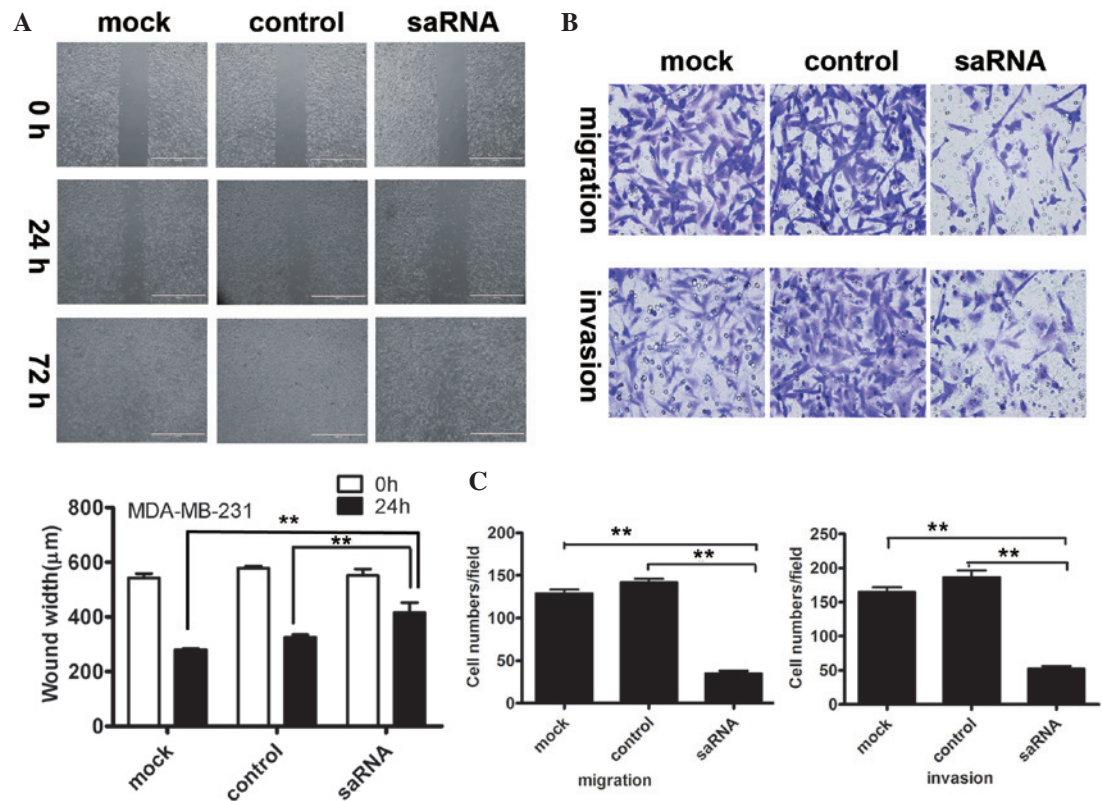 A
mock control saRNA
0 h
24 h
72 h
B
mock control saRNA
migration
invasion
0h
24h
MDA-MB-231
**
**
Wound width(μm)
800
600
400
200
0
mock
control
saRNA
C
Cell numbers/field
200
150
100
50
0
**
**
mock
control
saRNA
migration
Cell numbers/field
250
200
150
100
50
0
**
**
mock
control
saRNA
invasion